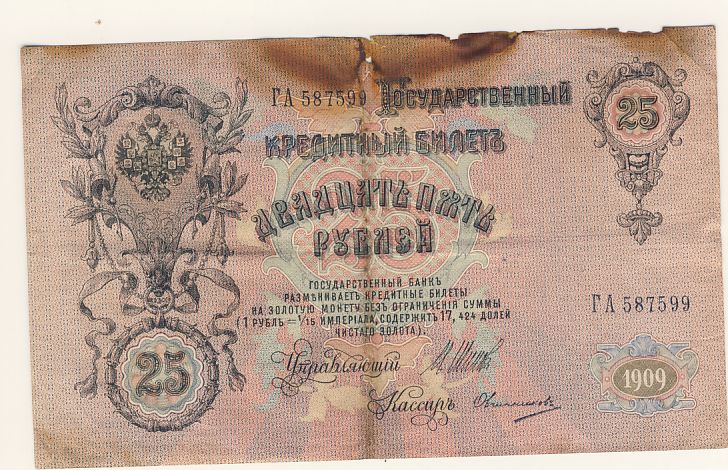 ГА 587599
Государственный
25
Кредитный билетъ
Двадцать пять
рублей
Государственный банкъ
размѣниваетъ кредитные билеты
на золотую монету безъ ограниченія суммы
(1 рубль = 1/15 имперіала, содержитъ 17,424 долей
чистаго золота).
ГА 587599
Управляющій
25
1909
Кассиръ
Овчинниковъ